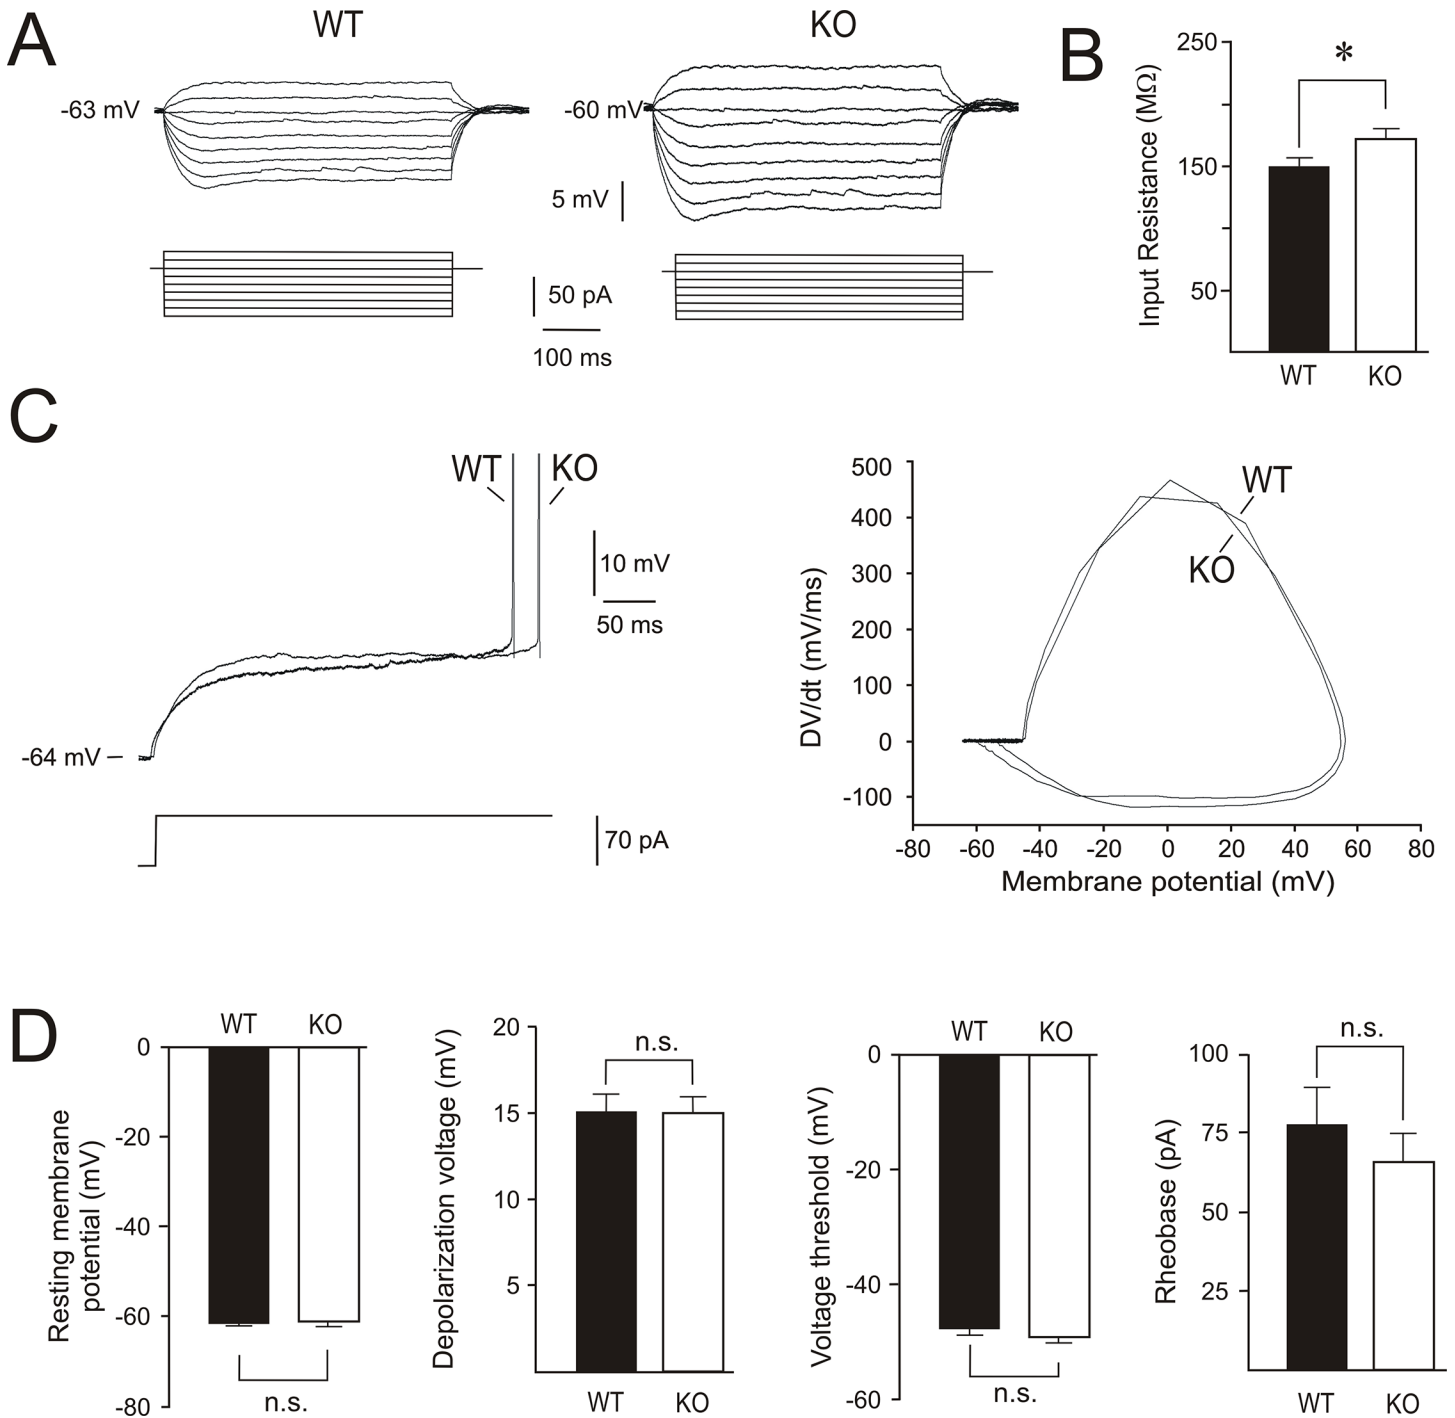 A
WT
KO
-63 mV
-60 mV
5 mV
50 pA
100 ms
B
250
*
150
50
Input Resistance (MΩ)
WT
KO
C
WT
KO
10 mV
50 ms
-64 mV
70 pA
500
400
300
200
100
0
-100
DV/dt (mV/ms)
WT
KO
-80 -60 -40 -20 0 20 40 60 80
Membrane potential (mV)
D
WT KO
0
-20
-40
-60
-80
Resting membrane
potential (mV)
n.s.
20
15
10
5
Depolarization voltage (mV)
n.s.
WT KO
WT KO
0
-20
-40
-60
Voltage threshold (mV)
n.s.
100
75
50
25
Rheobase (pA)
n.s.
WT KO